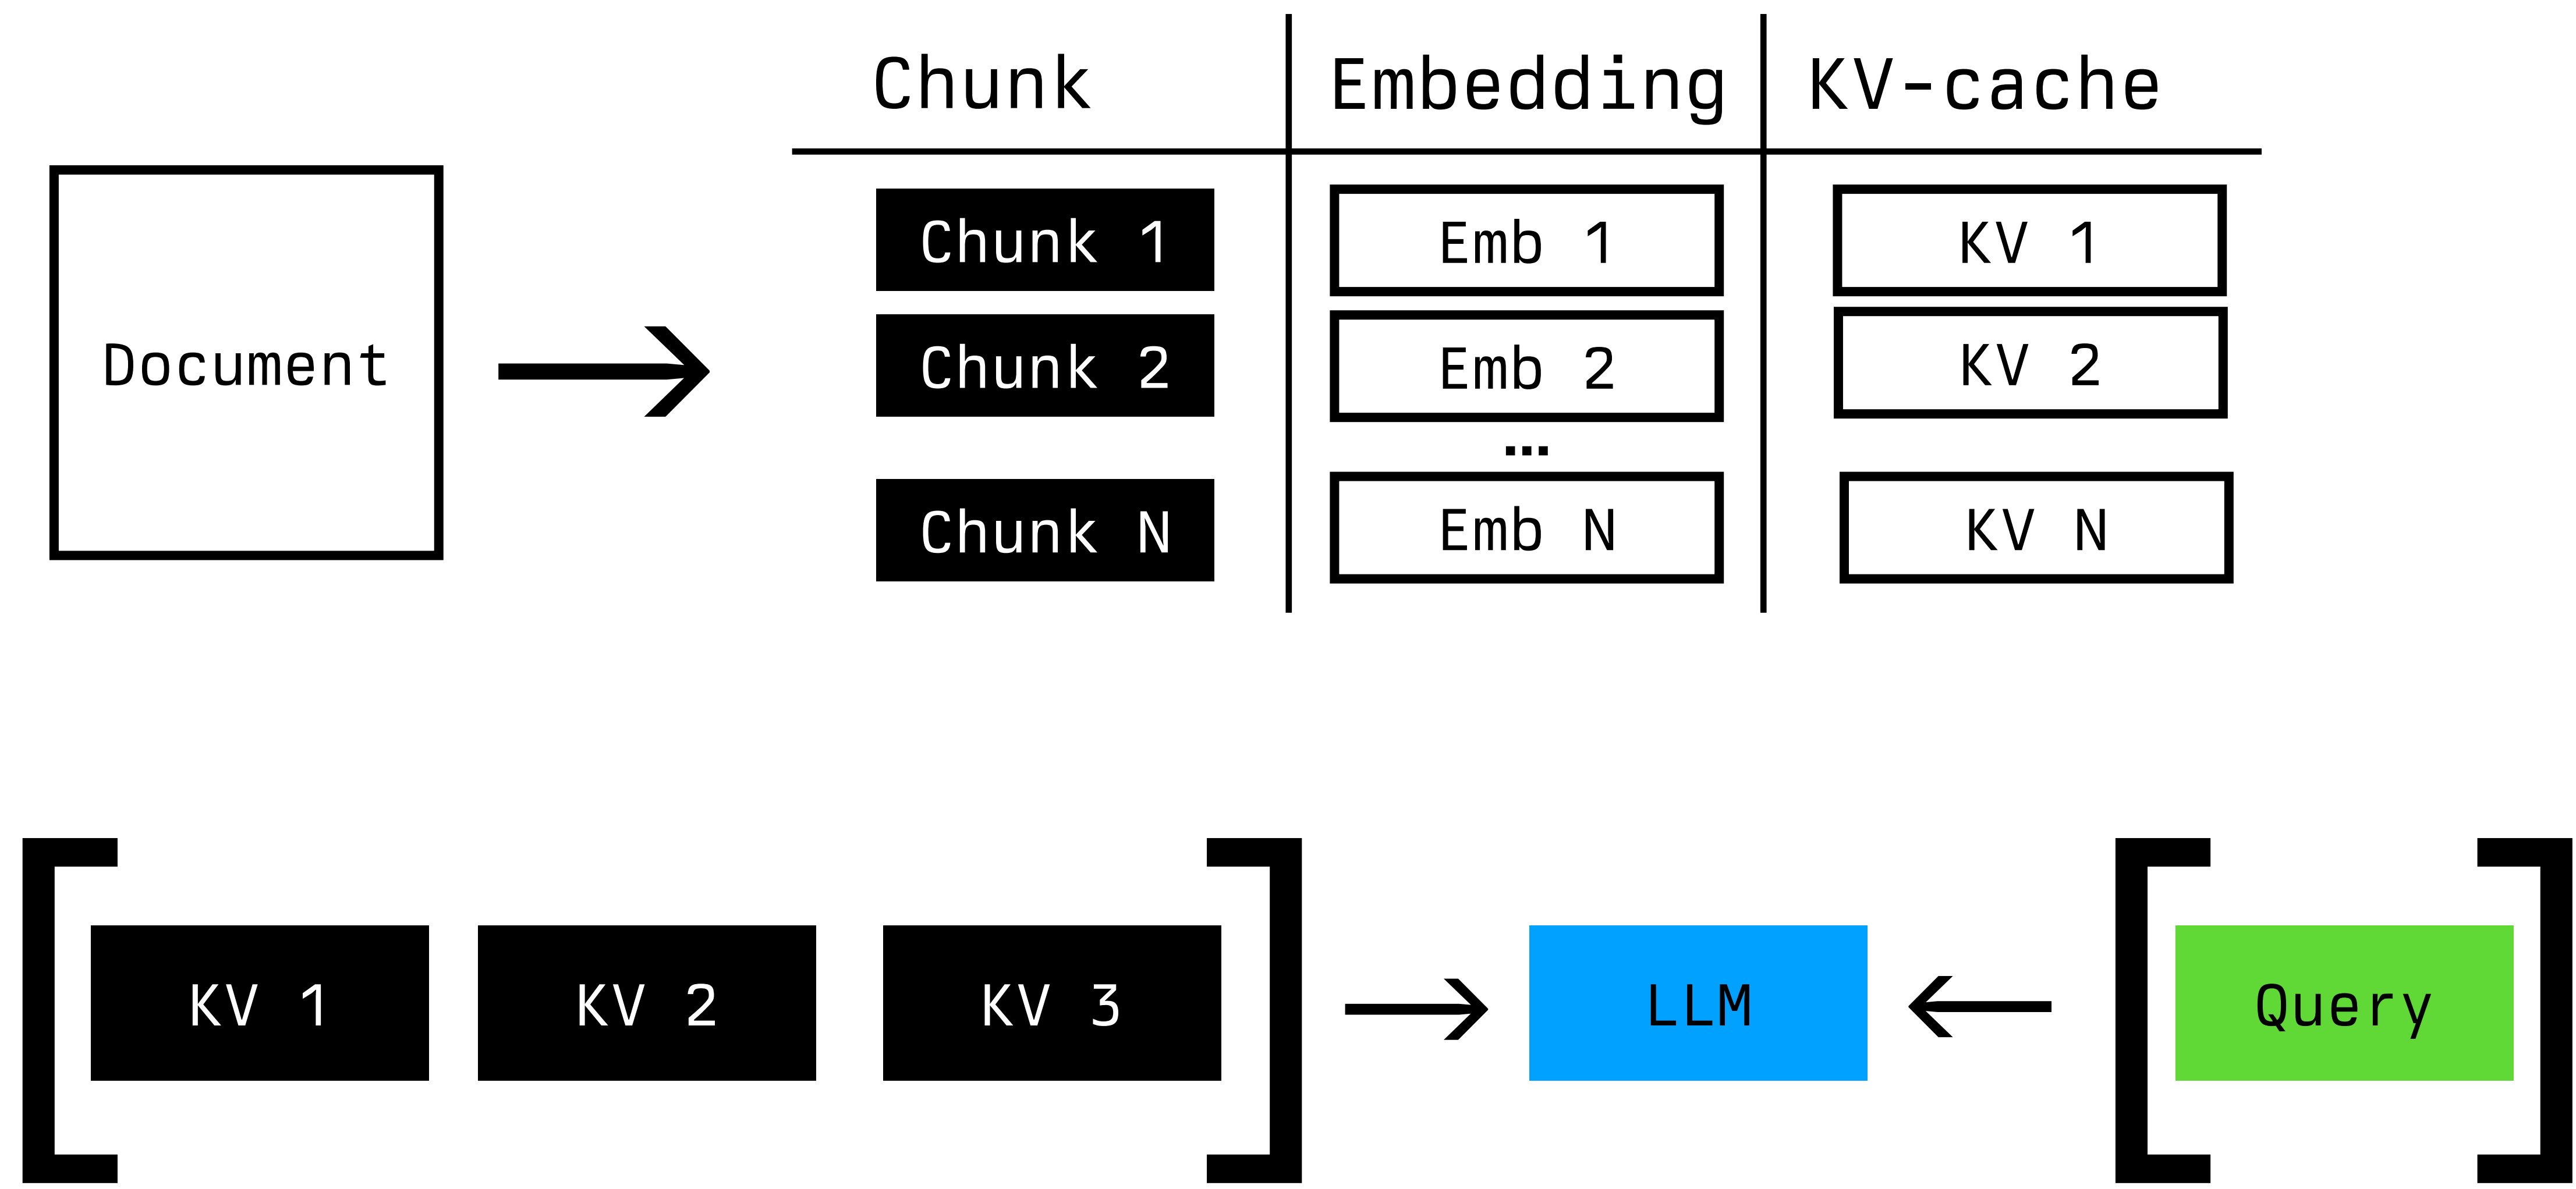 Chunk Embedding KV-cache
Chunk 1 Emb 1 KV 1
Document Chunk 2 Emb 2 KV 2
…
Chunk N Emb N KV N
KV 1 KV 2 KV 3 LLM Query